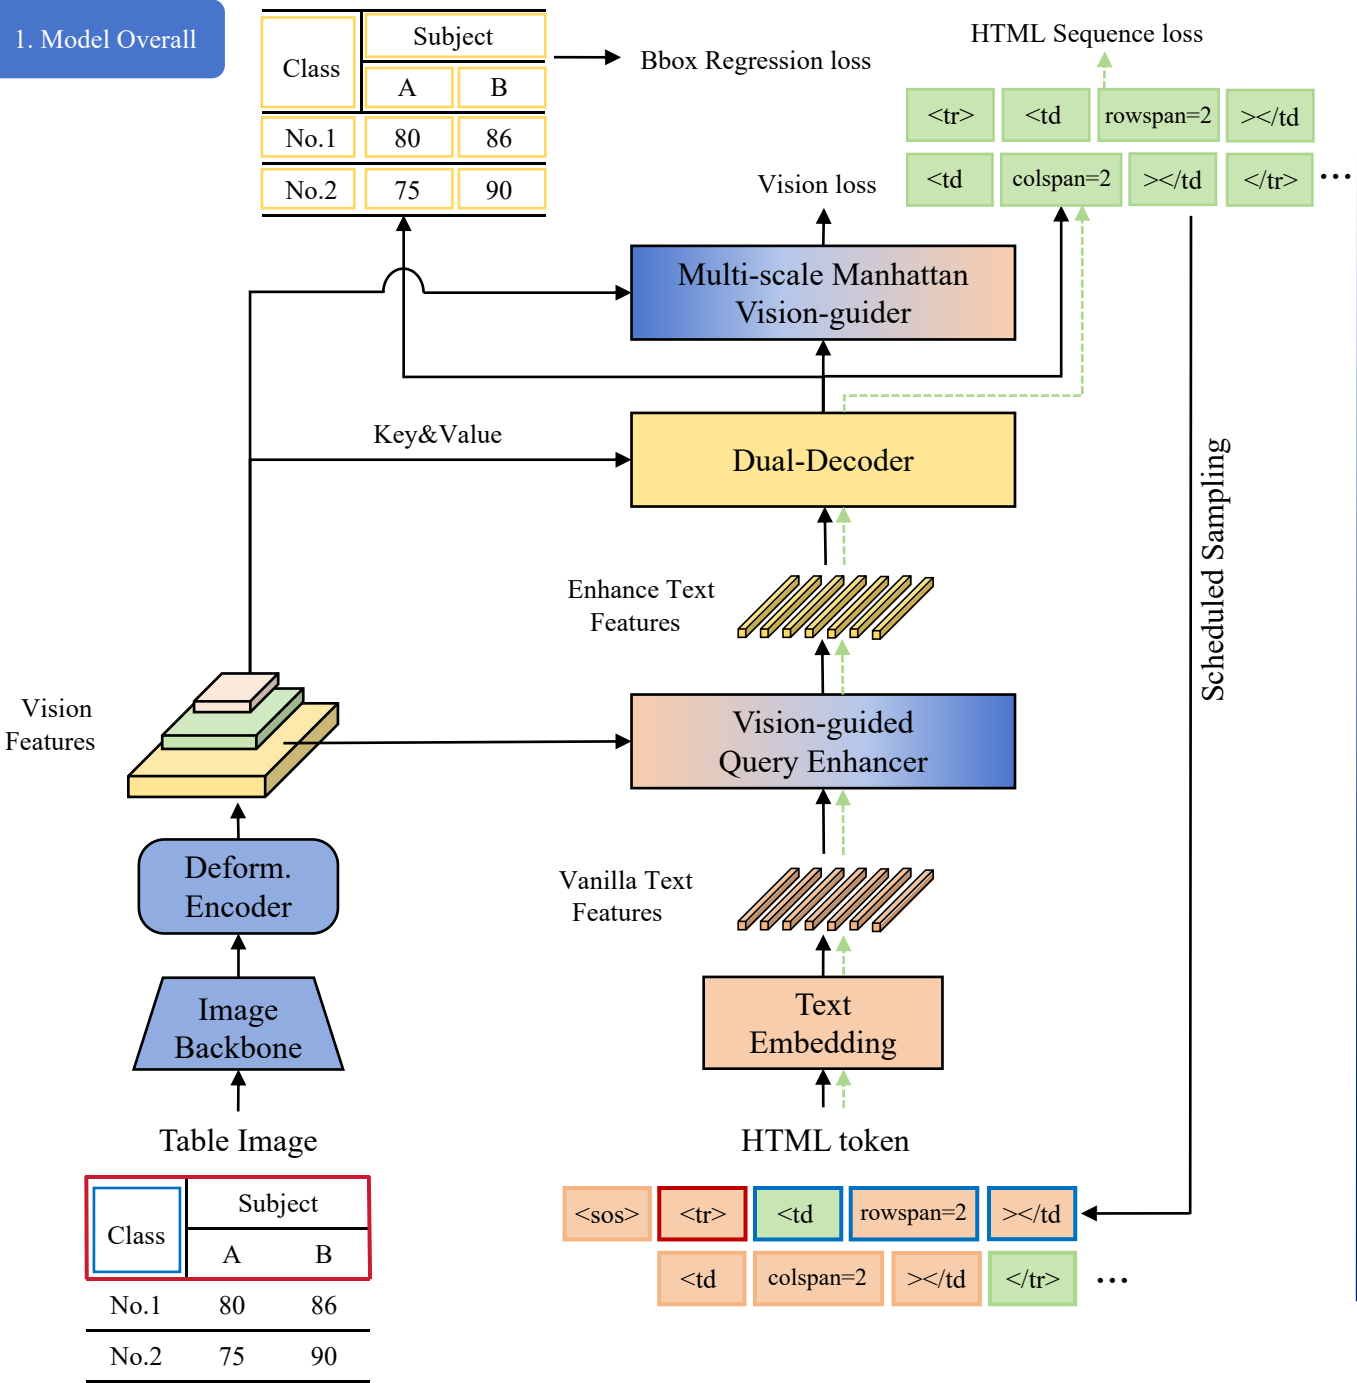 1. Model Overall
Subject
Class
A B
No.1 80 86
No.2 75 90
Bbox Regression loss
HTML Sequence loss
<tr> <td rowspan=2 ></td
<td colspan=2 ></td </tr> ...
Vision loss
Multi-scale Manhattan
Vision-guider
Key&Value
Dual-Decoder
Scheduled Sampling
Enhance Text
Features
Vision
Features
Vision-guided
Query Enhancer
Deform.
Encoder
Vanilla Text
Features
Image
Backbone
Text
Embedding
Table Image
HTML token
Subject
Class
A B
No.1 80 86
No.2 75 90
<sos> <tr> <td rowspan=2 ></td
<td colspan=2 ></td </tr> ...